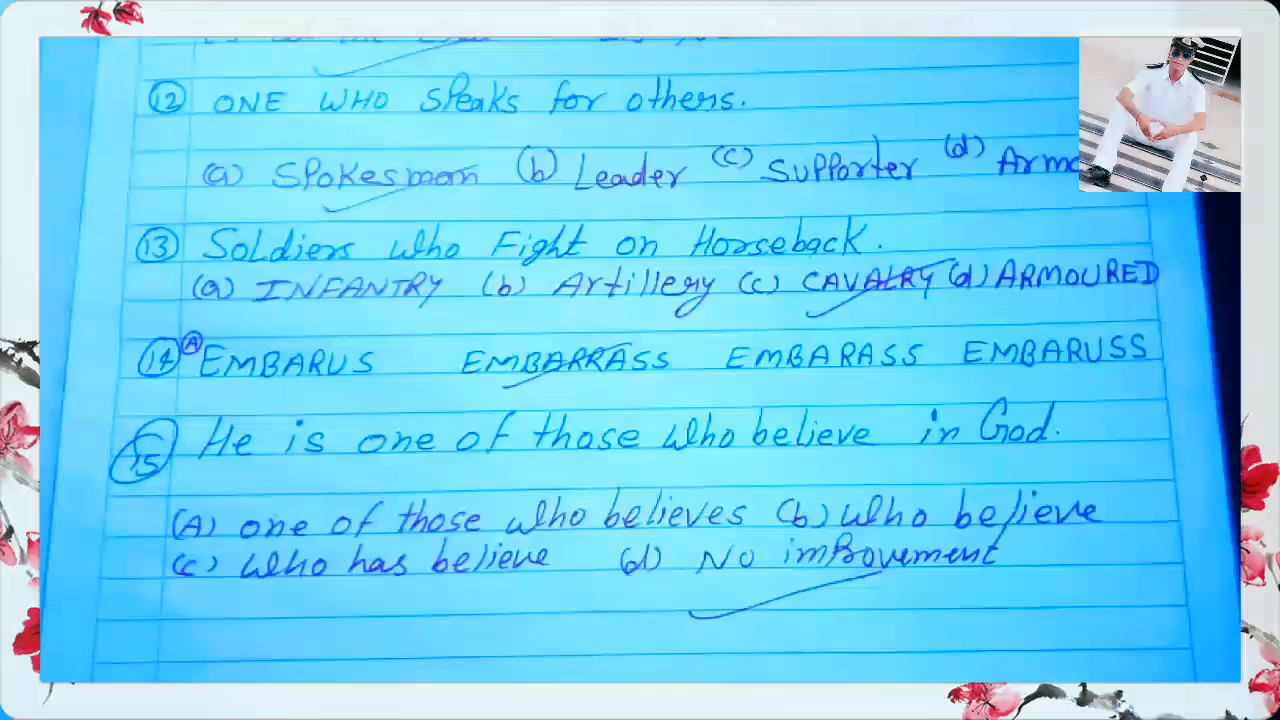 12 ONE WHO Speaks for others.
(a) Spokesman (b) Leader (c) Supporter (d)
13 Soldiers who Fight on Horseback.
(a) INFANTRY (b) Artillery (c) CAVALRY (d) ARMOURED
14 A EMBARUS EMBARRASS EMBARASS EMBARUSS
15 He is one of those who believe in God.
(A) one of those who believes (b) who believe
(c) who has believe (d) No improvement